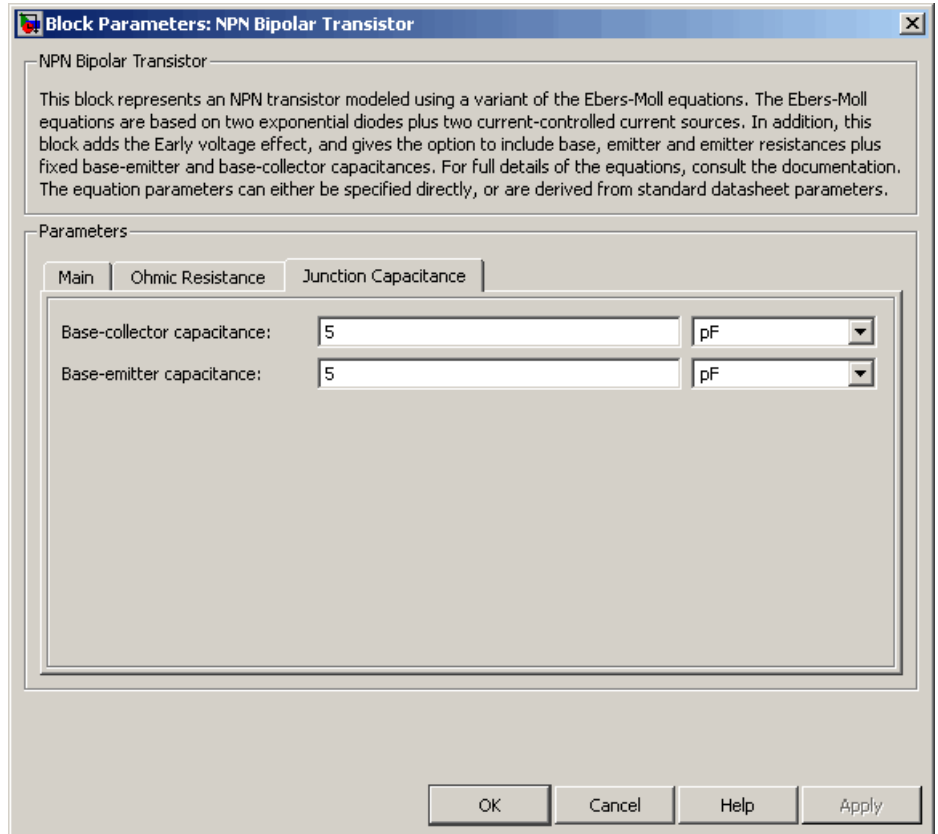 Block Parameters: NPN Bipolar Transistor
NPN Bipolar Transistor
This block represents an NPN transistor modeled using a variant of the Ebers-Moll equations. The Ebers-Moll
equations are based on two exponential diodes plus two current-controlled current sources. In addition, this
block adds the Early voltage effect, and gives the option to include base, emitter and emitter resistances plus
fixed base-emitter and base-collector capacitances. For full details of the equations, consult the documentation.
The equation parameters can either be specified directly, or are derived from standard datasheet parameters.
Parameters
Main Ohmic Resistance Junction Capacitance
Base-collector capacitance: 5 pF
Base-emitter capacitance: 5 pF
OK Cancel Help Apply